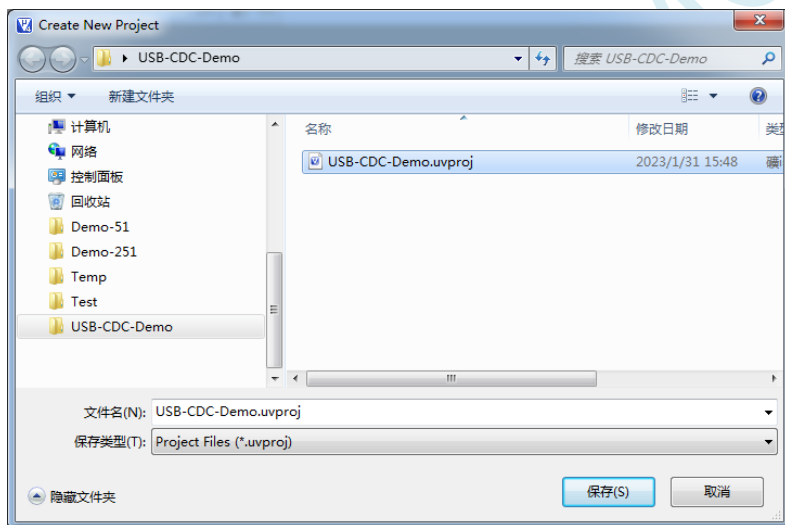 Create New Project
USB-CDC-Demo
搜索 USB-CDC-Demo
组织 新建文件夹
计算机
网络
控制面板
回收站
Demo-51
Demo-251
Temp
Test
USB-CDC-Demo
名称 修改日期
USB-CDC-Demo.uvproj 2023/1/31 15:48
文件名(N): USB-CDC-Demo.uvproj
保存类型(T): Project Files (*.uvproj)
隐藏文件夹
保存(S) 取消